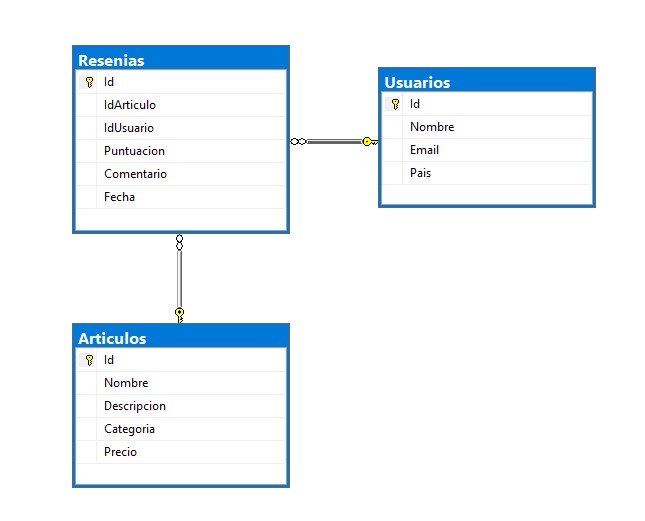 Resenias
Id
IdArticulo
IdUsuario
Puntuacion
Comentario
Fecha
Usuarios
Id
Nombre
Email
Pais
Articulos
Id
Nombre
Descripcion
Categoria
Precio